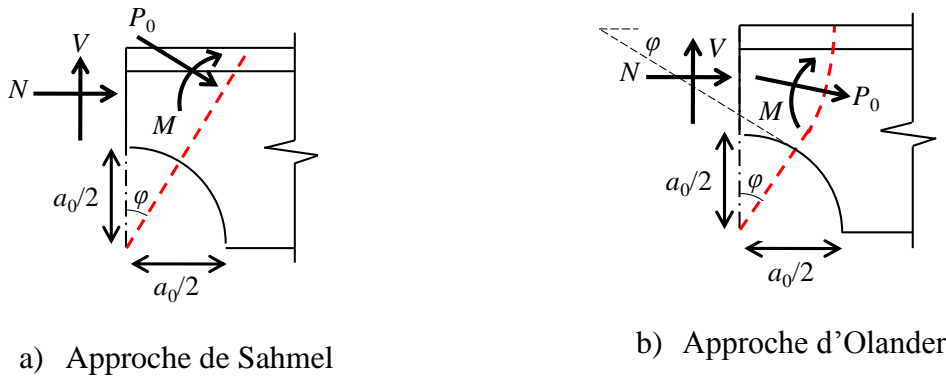 P₀
V
N
M
φ
a₀/2
a₀/2
a) Approche de Sahmel
φ
V
N
M
P₀
φ
a₀/2
a₀/2
b) Approche d’Olander